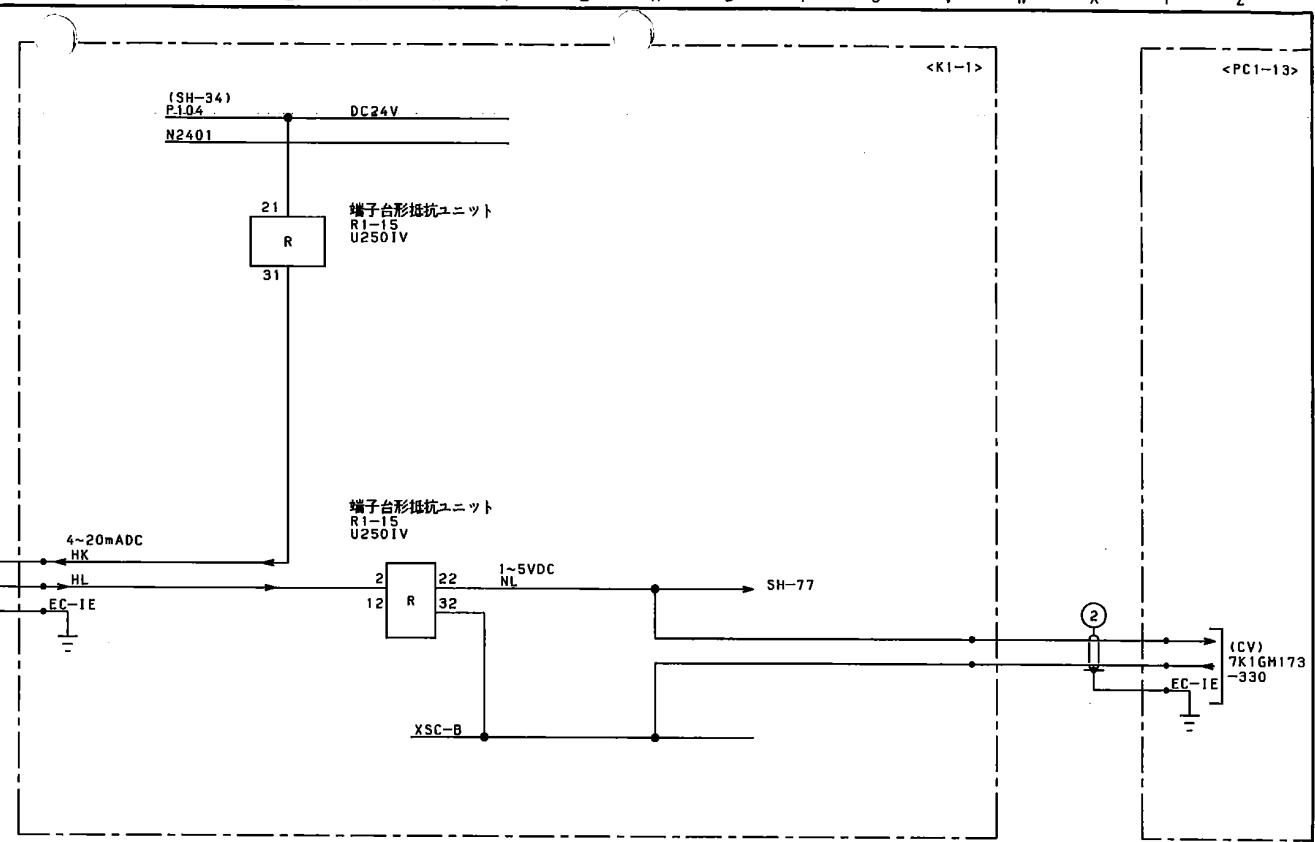 <K1-1>
<PC1-13>
(SH-34)
P104
DC24V
N2401
21
R
31
端子台形抵抗ユニット
R1-15
U250IV
端子台形抵抗ユニット
R1-15
U250IV
4~20mADC
HK
HL
EC-IE
2
12
R
22
32
1~5VDC
NL
SH-77
2
(CV)
7K1GM173
-330
EC-IE
XSC-B